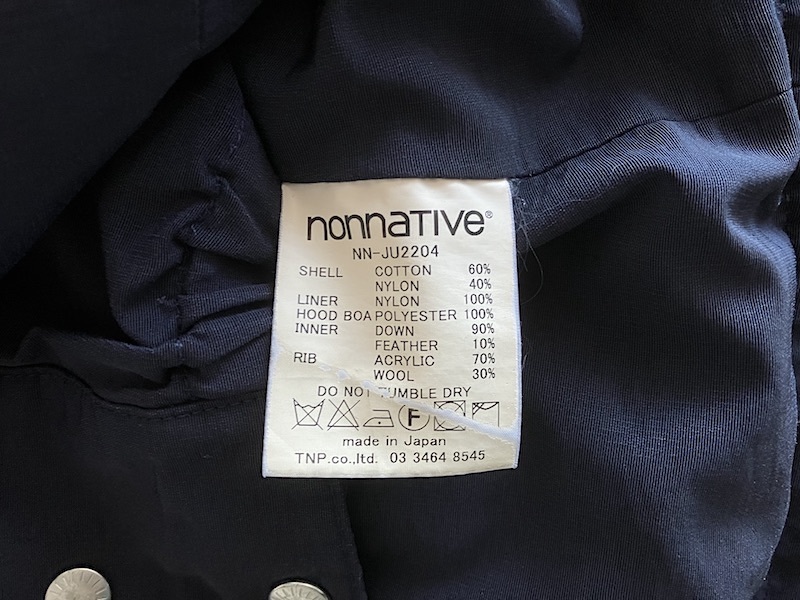 nonnative®
NN-JU2204
SHELL COTTON 60%
NYLON 40%
LINER NYLON 100%
HOOD BOA POLYESTER 100%
INNER DOWN 90%
FEATHER 10%
RIB ACRYLIC 70%
WOOL 30%
DO NOT TUMBLE DRY
F
made in Japan
TNP.co.,ltd. 03 3464 8545